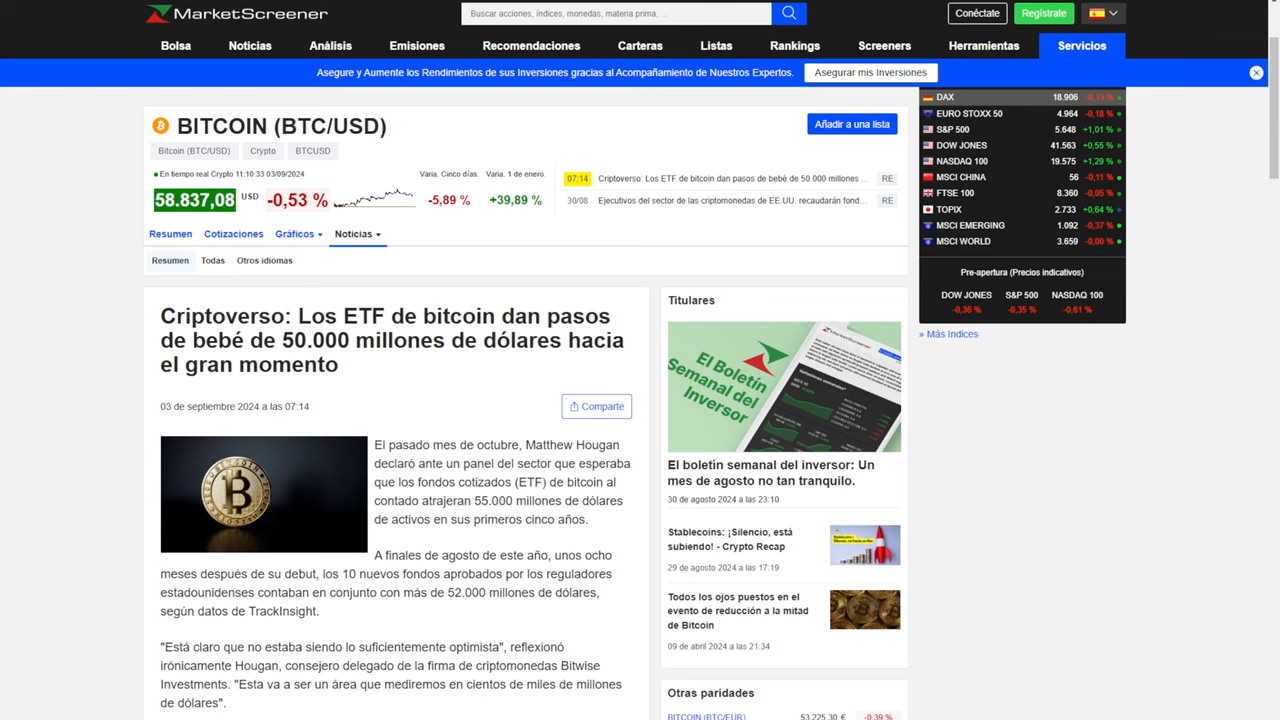 MarketScreener
Buscar acciones, índices, monedas, materia prima, ...
Conéctate
Regístrate
Bolsa Noticias Análisis Emisiones Recomendaciones Carteras Listas Rankings Screeners Herramientas Servicios
Asegure y Aumente los Rendimientos de sus Inversiones gracias al Acompañamiento de Nuestros Expertos.
Asegurar mis Inversiones
BITCOIN (BTC/USD)
Añadir a una lista
Bitcoin (BTC/USD) Crypto BTCUSD
En tiempo real Crypto 11:10:33 03/09/2024
Varia. Cinco días. Varia. 1 de enero.
58.837,08 USD -0,53 % -5,89 % +39,89 %
07:14 Criptoverso: Los ETF de bitcoin dan pasos de bebé de 50.000 millones ... RE
30/08 Ejecutivos del sector de las criptomonedas de EE.UU. recaudarán fond... RE
Resumen Cotizaciones Gráficos Noticias
Resumen Todas Otros idiomas
DAX 18.906 -0,13 %
EURO STOXX 50 4.964 -0,18 %
S&P 500 5.648 +1,01 %
DOW JONES 41.563 +0,55 %
NASDAQ 100 19.575 +1,29 %
MSCI CHINA 56 -0,11 %
FTSE 100 8.360 -0,05 %
TOPIX 2.733 +0,64 %
MSCI EMERGING 1.092 -0,37 %
MSCI WORLD 3.659 -0,00 %
Pre-apertura (Precios indicativos)
DOW JONES S&P 500 NASDAQ 100
-0,36 % -0,35 % -0,61 %
» Más Indices
Criptoverso: Los ETF de bitcoin dan pasos
de bebé de 50.000 millones de dólares hacia
el gran momento
03 de septiembre 2024 a las 07:14
Comparte
El pasado mes de octubre, Matthew Hougan
declaró ante un panel del sector que esperaba
que los fondos cotizados (ETF) de bitcoin al
contado atrajeran 55.000 millones de dólares
de activos en sus primeros cinco años.
A finales de agosto de este año, unos ocho
meses después de su debut, los 10 nuevos fondos aprobados por los reguladores
estadounidenses contaban en conjunto con más de 52.000 millones de dólares,
según datos de TrackInsight.
"Está claro que no estaba siendo lo suficientemente optimista", reflexionó
irónicamente Hougan, consejero delegado de la firma de criptomonedas Bitwise
Investments. "Esta va a ser un área que mediremos en cientos de miles de millones
de dólares".
Titulares
MarketScreener
El Boletín
Semanal del
Inversor
El boletín semanal del inversor: Un
mes de agosto no tan tranquilo.
30 de agosto 2024 a las 23:10
Stablecoins: ¡Silencio, está
subiendo! - Crypto Recap
29 de agosto 2024 a las 17:19
Todos los ojos puestos en el
evento de reducción a la mitad
de Bitcoin
09 de abril 2024 a las 21:34
Otras paridades
BITCOIN (BTC/EUR) 53 225,30 € -0,39 %